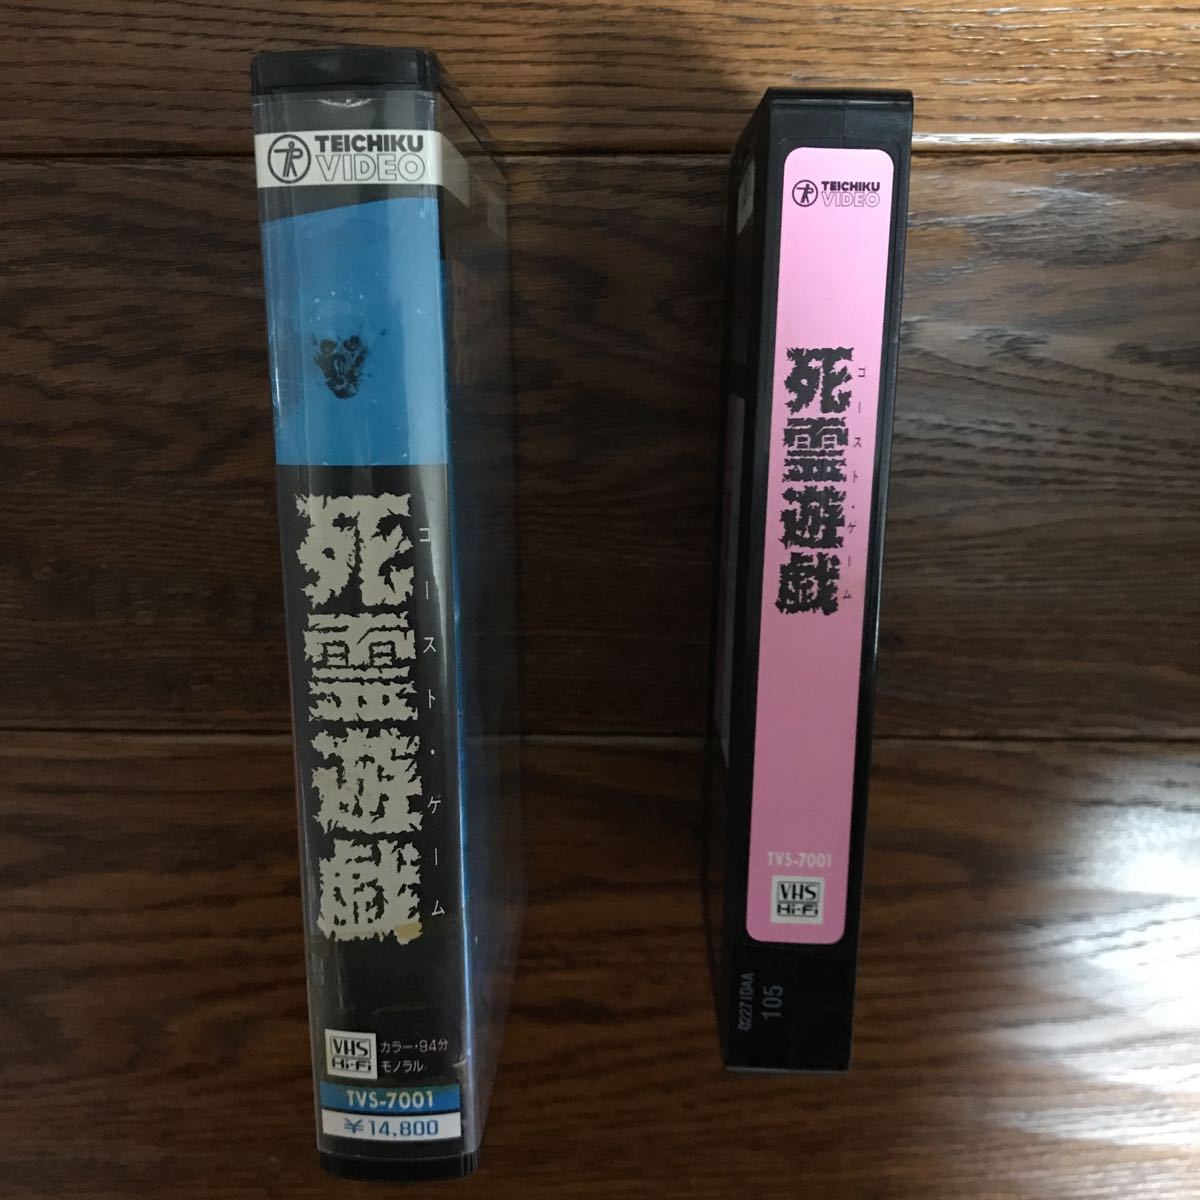 TEICHIKU
VIDEO
死霊遊戯
ゴースト・ゲーム
VHS
Hi-Fi
カラー・94分
モノラル
TVS-7001
¥14,800
TEICHIKU
VIDEO
死霊遊戯
ゴースト・ゲーム
TVS-7001
VHS
Hi-Fi
02271DAA
105